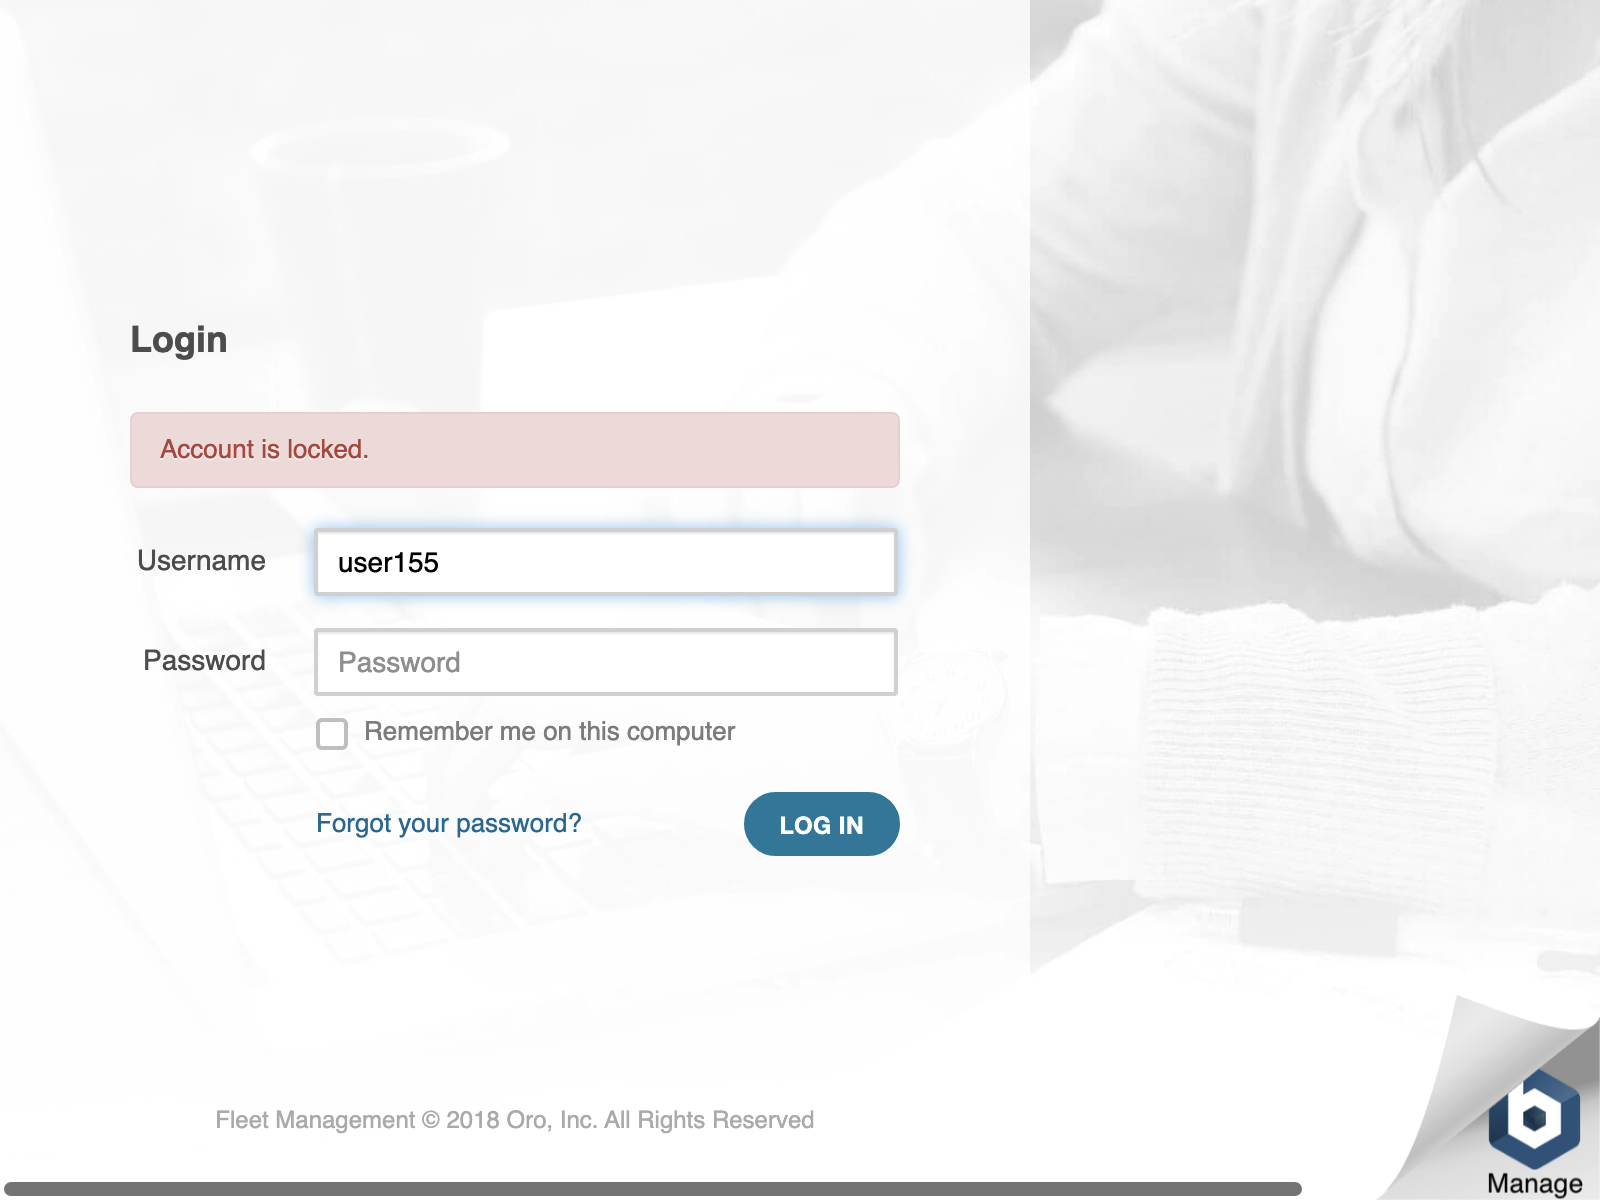 Login
Account is locked.
Username
user155
Password
Password
Remember me on this computer
Forgot your password?
LOG IN
Fleet Management © 2018 Oro, Inc. All Rights Reserved
Manage